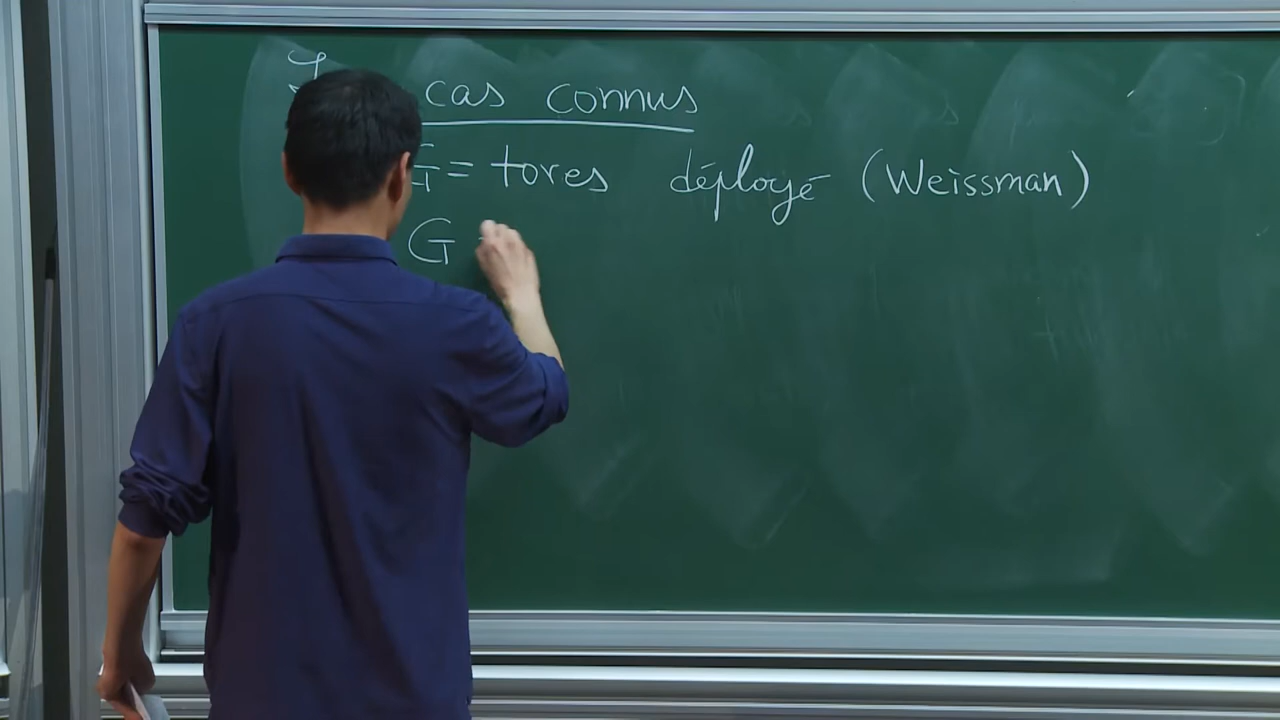 cas connus
G = tores déployé (Weissman)
G